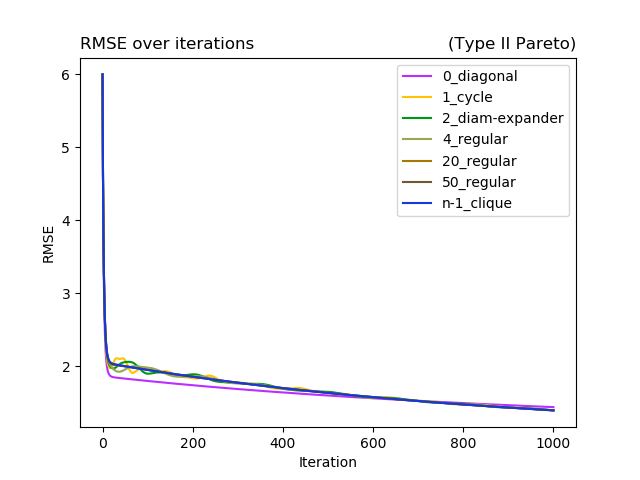 RMSE over iterations (Type II Pareto)
6
5
4
3
2
RMSE
0_diagonal
1_cycle
2_diam-expander
4_regular
20_regular
50_regular
n-1_clique
0 200 400 600 800 1000
Iteration